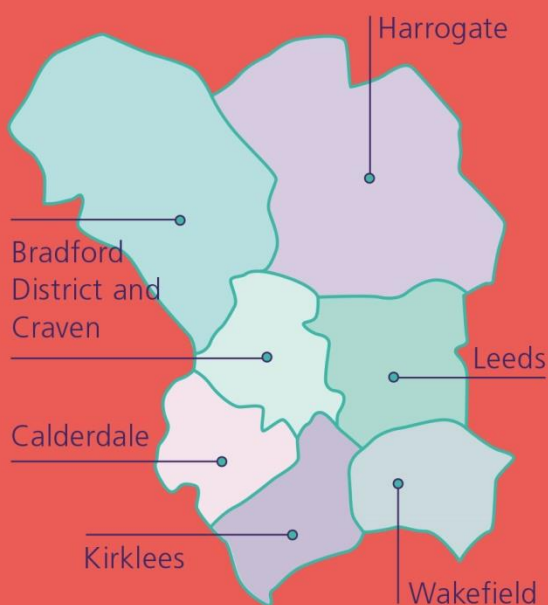 Harrogate
Bradford
District and
Craven
Leeds
Calderdale
Kirklees
Wakefield